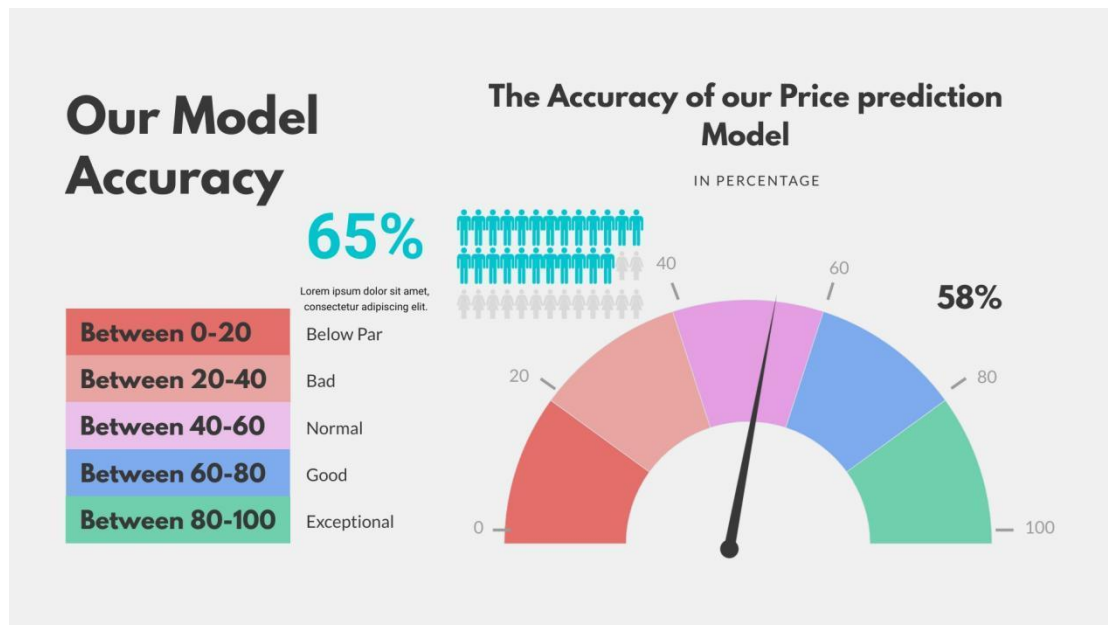 Our Model
Accuracy
65%
Lorem ipsum dolor sit amet,
consectetur adipiscing elit.
Between 0-20 Below Par
Between 20-40 Bad
Between 40-60 Normal
Between 60-80 Good
Between 80-100 Exceptional
The Accuracy of our Price prediction
Model
IN PERCENTAGE
0
20
40
60
80
100
58%